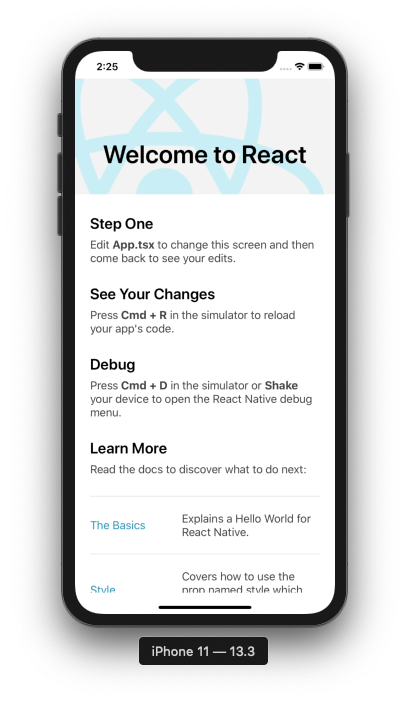 2:25
Welcome to React
Step One
Edit App.tsx to change this screen and then
come back to see your edits.
See Your Changes
Press Cmd + R in the simulator to reload
your app's code.
Debug
Press Cmd + D in the simulator or Shake
your device to open the React Native debug
menu.
Learn More
Read the docs to discover what to do next:
The Basics
Explains a Hello World for
React Native.
Style
Covers how to use the
prop named style which
iPhone 11 — 13.3